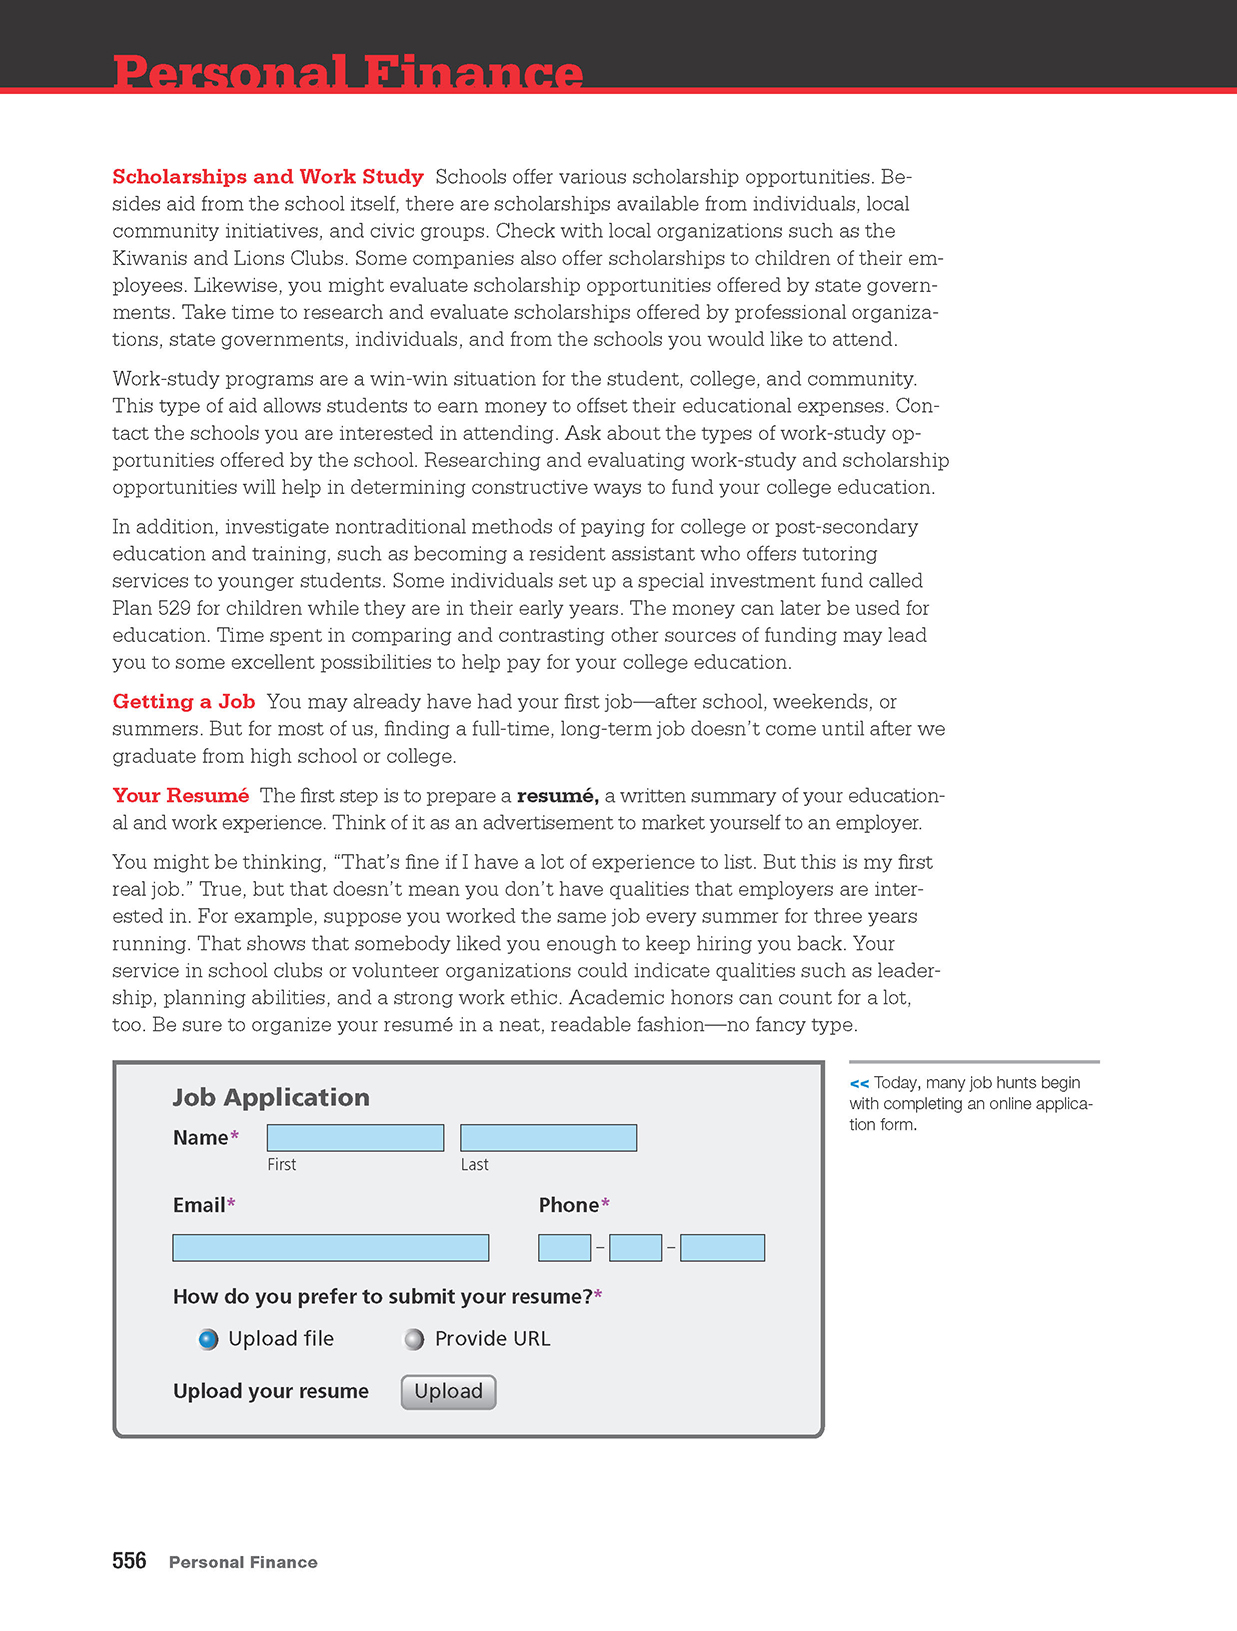 Personal Finance
Scholarships and Work Study Schools offer various scholarship opportunities. Be-
sides aid from the school itself, there are scholarships available from individuals, local
community initiatives, and civic groups. Check with local organizations such as the
Kiwanis and Lions Clubs. Some companies also offer scholarships to children of their em-
ployees. Likewise, you might evaluate scholarship opportunities offered by state govern-
ments. Take time to research and evaluate scholarships offered by professional organiza-
tions, state governments, individuals, and from the schools you would like to attend.
Work-study programs are a win-win situation for the student, college, and community.
This type of aid allows students to earn money to offset their educational expenses. Con-
tact the schools you are interested in attending. Ask about the types of work-study op-
portunities offered by the school. Researching and evaluating work-study and scholarship
opportunities will help in determining constructive ways to fund your college education.
In addition, investigate nontraditional methods of paying for college or post-secondary
education and training, such as becoming a resident assistant who offers tutoring
services to younger students. Some individuals set up a special investment fund called
Plan 529 for children while they are in their early years. The money can later be used for
education. Time spent in comparing and contrasting other sources of funding may lead
you to some excellent possibilities to help pay for your college education.
Getting a Job You may already have had your first job—after school, weekends, or
summers. But for most of us, finding a full-time, long-term job doesn't come until after we
graduate from high school or college.
Your Resumé The first step is to prepare a resumé, a written summary of your education-
al and work experience. Think of it as an advertisement to market yourself to an employer.
You might be thinking, “That's fine if I have a lot of experience to list. But this is my first
real job.” True, but that doesn't mean you don't have qualities that employers are inter-
ested in. For example, suppose you worked the same job every summer for three years
running. That shows that somebody liked you enough to keep hiring you back. Your
service in school clubs or volunteer organizations could indicate qualities such as leader-
ship, planning abilities, and a strong work ethic. Academic honors can count for a lot,
too. Be sure to organize your resumé in a neat, readable fashion—no fancy type.
Job Application
Name*
First Last
Email* Phone*
– –
How do you prefer to submit your resume?*
Upload file Provide URL
Upload your resume Upload
<< Today, many job hunts begin
with completing an online applica-
tion form.
556 Personal Finance